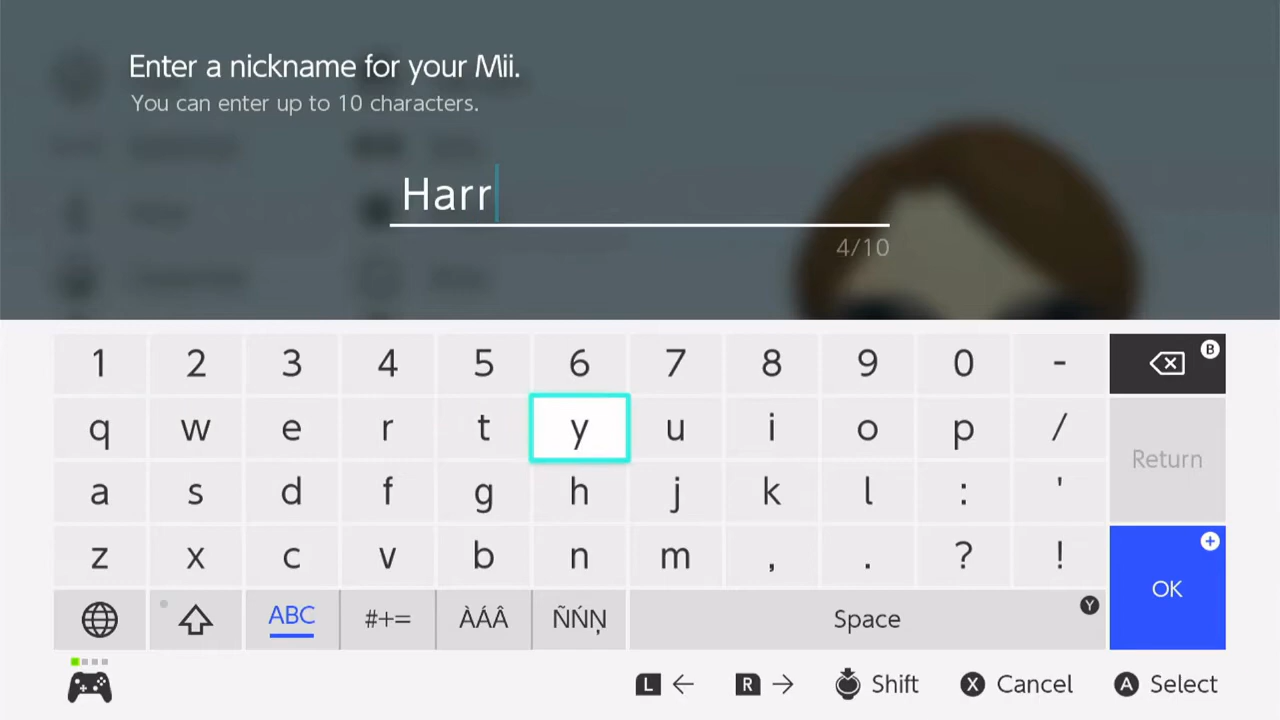 Enter a nickname for your Mii.
You can enter up to 10 characters.
Harr
4/10
1 2 3 4 5 6 7 8 9 0 - B
q w e r t y u i o p /
Return
a s d f g h j k l : '
z x c v b n m , . ? !
+
OK
ABC #+= ÀÁÂ ÑŃŅ Space Y
L ← R → Shift X Cancel A Select